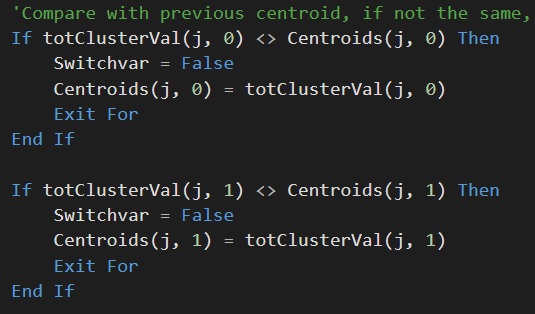 'Compare with previous centroid, if not the same,
If totClusterVal(j, 0) <> Centroids(j, 0) Then
    Switchvar = False
    Centroids(j, 0) = totClusterVal(j, 0)
    Exit For
End If

If totClusterVal(j, 1) <> Centroids(j, 1) Then
    Switchvar = False
    Centroids(j, 1) = totClusterVal(j, 1)
    Exit For
End If